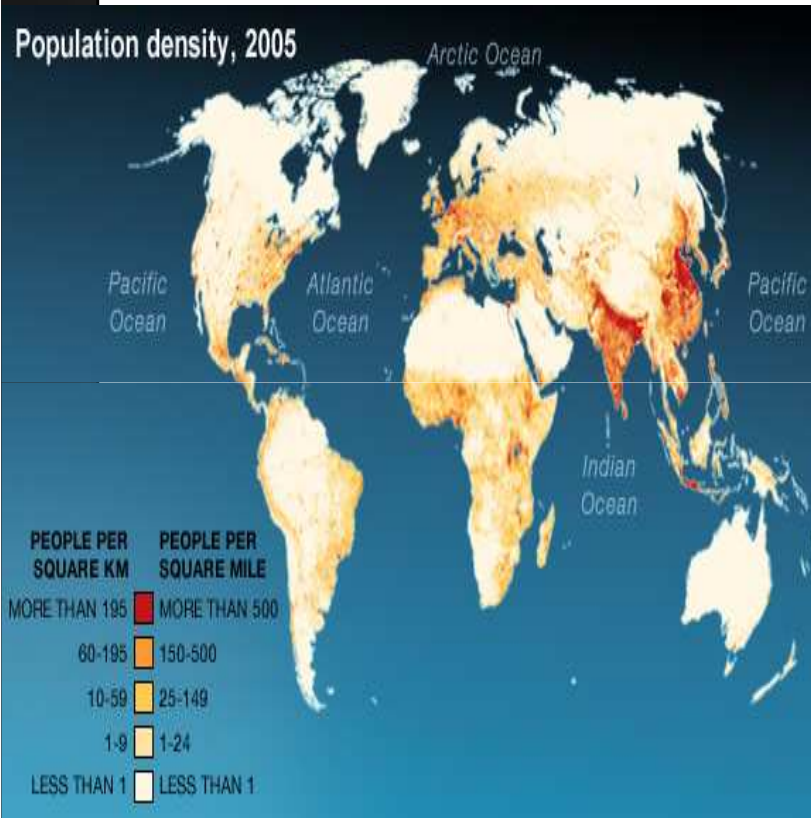 Population density, 2005
Arctic Ocean
Pacific
Ocean
Atlantic
Ocean
Pacific
Ocean
Indian
Ocean
PEOPLE PER
SQUARE KM
PEOPLE PER
SQUARE MILE
MORE THAN 195 MORE THAN 500
60-195 150-500
10-59 25-149
1-9 1-24
LESS THAN 1 LESS THAN 1